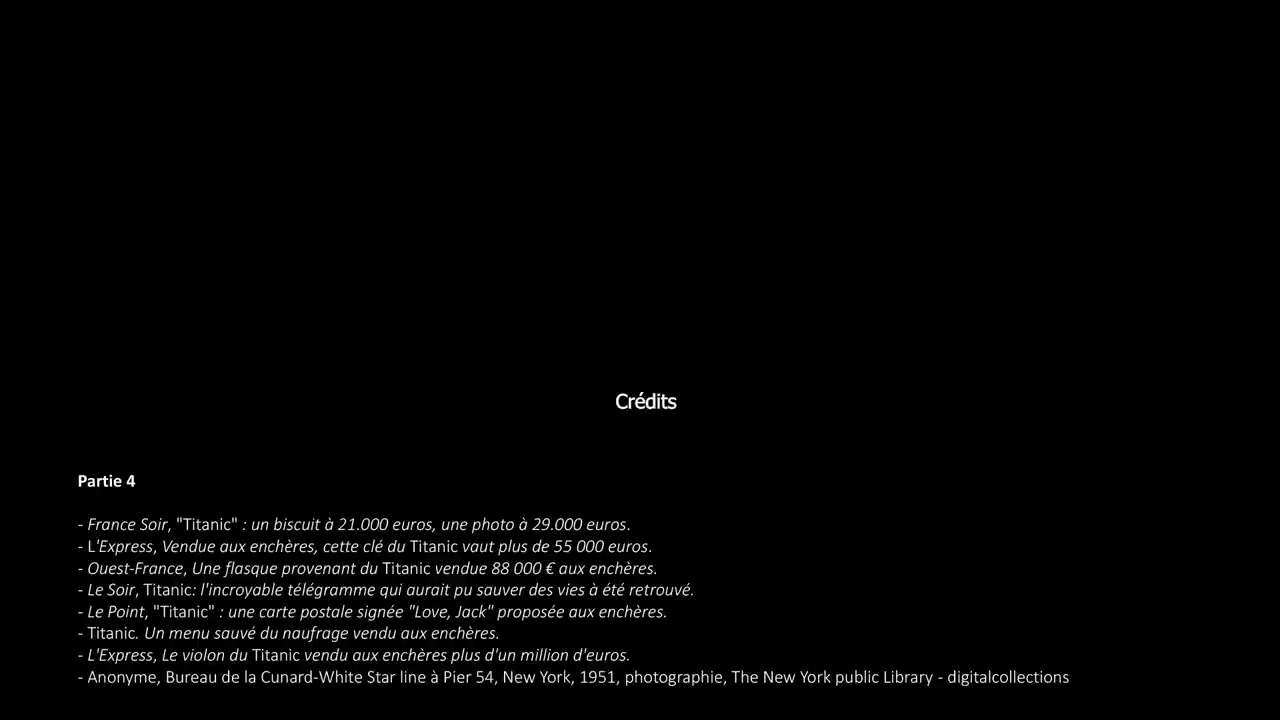 Crédits
Partie 4
- France Soir, "Titanic" : un biscuit à 21.000 euros, une photo à 29.000 euros.
- L'Express, Vendue aux enchères, cette clé du Titanic vaut plus de 55 000 euros.
- Ouest-France, Une flasque provenant du Titanic vendue 88 000 € aux enchères.
- Le Soir, Titanic: l'incroyable télégramme qui aurait pu sauver des vies à été retrouvé.
- Le Point, "Titanic" : une carte postale signée "Love, Jack" proposée aux enchères.
- Titanic. Un menu sauvé du naufrage vendu aux enchères.
- L'Express, Le violon du Titanic vendu aux enchères plus d'un million d'euros.
- Anonyme, Bureau de la Cunard-White Star line à Pier 54, New York, 1951, photographie, The New York public Library - digitalcollections